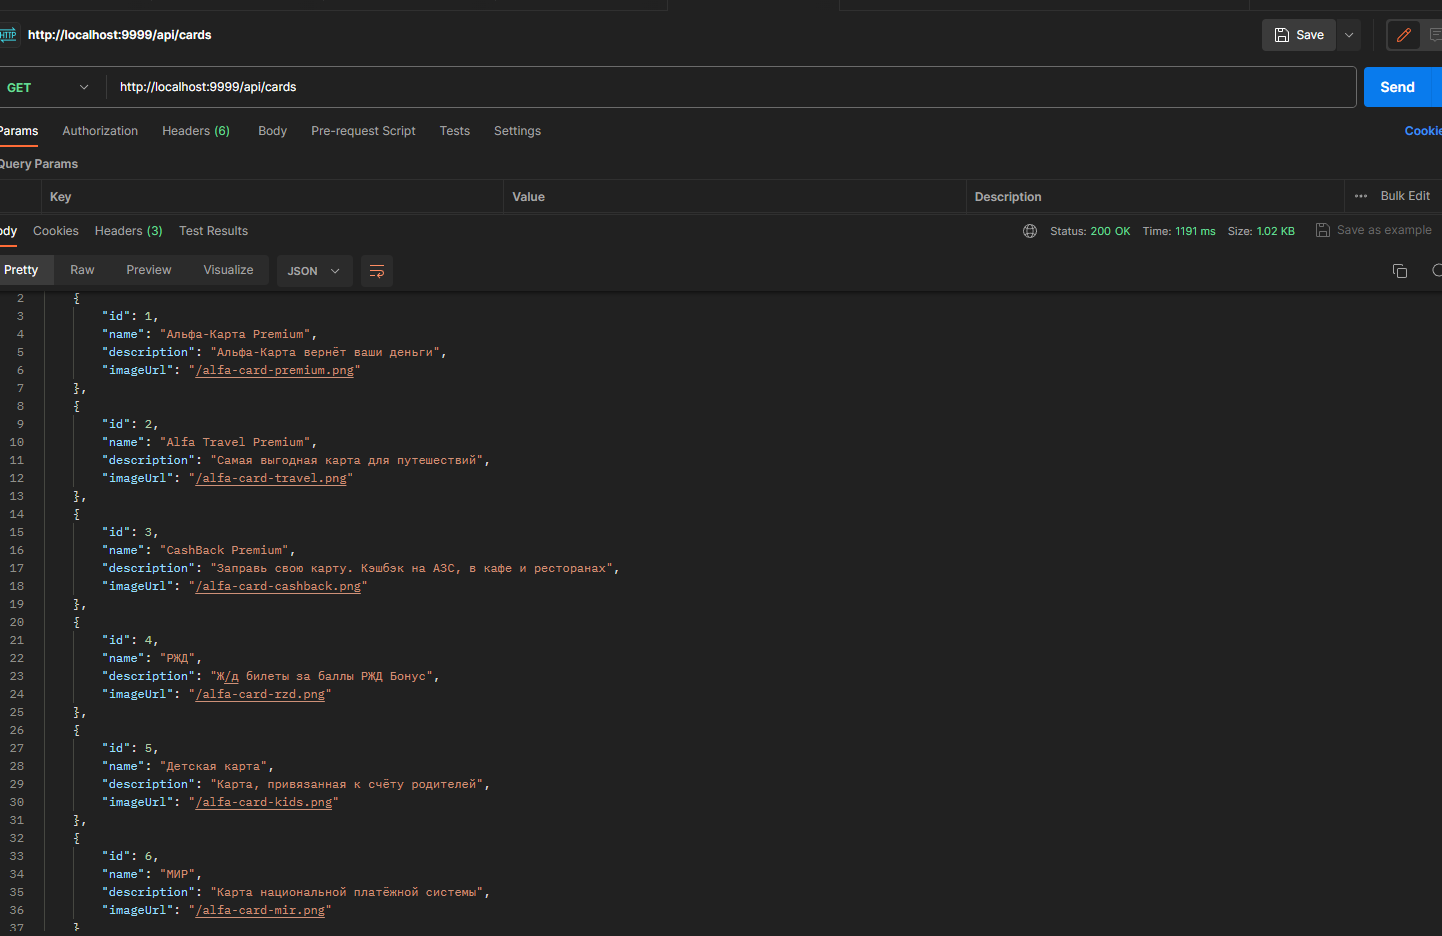 HTTP http://localhost:9999/api/cards Save
GET http://localhost:9999/api/cards Send
Params Authorization Headers (6) Body Pre-request Script Tests Settings Cookie
Query Params
Key Value Description ••• Bulk Edit
ody Cookies Headers (3) Test Results Status: 200 OK Time: 1191 ms Size: 1.02 KB Save as example
Pretty Raw Preview Visualize JSON
2 {
3 "id": 1,
4 "name": "Альфа-Карта Premium",
5 "description": "Альфа-Карта вернёт ваши деньги",
6 "imageUrl": "/alfa-card-premium.png"
7 },
8 {
9 "id": 2,
10 "name": "Alfa Travel Premium",
11 "description": "Самая выгодная карта для путешествий",
12 "imageUrl": "/alfa-card-travel.png"
13 },
14 {
15 "id": 3,
16 "name": "CashBack Premium",
17 "description": "Заправь свою карту. Кэшбэк на АЗС, в кафе и ресторанах",
18 "imageUrl": "/alfa-card-cashback.png"
19 },
20 {
21 "id": 4,
22 "name": "РЖД",
23 "description": "Ж/д билеты за баллы РЖД Бонус",
24 "imageUrl": "/alfa-card-rzd.png"
25 },
26 {
27 "id": 5,
28 "name": "Детская карта",
29 "description": "Карта, привязанная к счёту родителей",
30 "imageUrl": "/alfa-card-kids.png"
31 },
32 {
33 "id": 6,
34 "name": "МИР",
35 "description": "Карта национальной платёжной системы",
36 "imageUrl": "/alfa-card-mir.png"
37 }